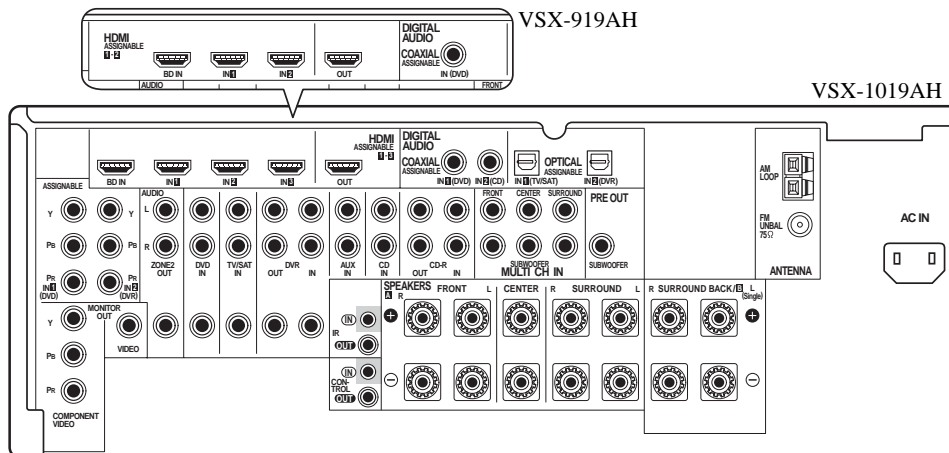 VSX-919AH
HDMI
ASSIGNABLE
1 - 2
BD IN
IN 1
IN 2
OUT
DIGITAL
AUDIO
COAXIAL
ASSIGNABLE
IN (DVD)
AUDIO
FRONT
VSX-1019AH
HDMI
ASSIGNABLE
1 - 3
BD IN
IN 1
IN 2
IN 3
OUT
DIGITAL
AUDIO
COAXIAL
ASSIGNABLE
IN 1 (DVD)
IN 2 (CD)
OPTICAL
ASSIGNABLE
IN 1 (TV/SAT)
IN 2 (DVR)
ASSIGNABLE
Y
Y
PB
PB
PR
PR
IN 1
(DVD)
IN 2
(DVR)
AUDIO
L
R
ZONE2
OUT
DVD
IN
TV/SAT
IN
OUT
DVR
IN
AUX
IN
CD
IN
OUT
CD-R
IN
FRONT
CENTER
SURROUND
SUBWOOFER
MULTI CH IN
PRE OUT
SUBWOOFER
AM
LOOP
FM
UNBAL
75Ω
ANTENNA
AC IN
MONITOR
OUT
Y
PB
PR
VIDEO
COMPONENT
VIDEO
IN
IR
OUT
IN
CON-
TROL
OUT
SPEAKERS
A
R FRONT L
CENTER
R SURROUND L
R SURROUND BACK/B L
(Single)
+
+
−
−